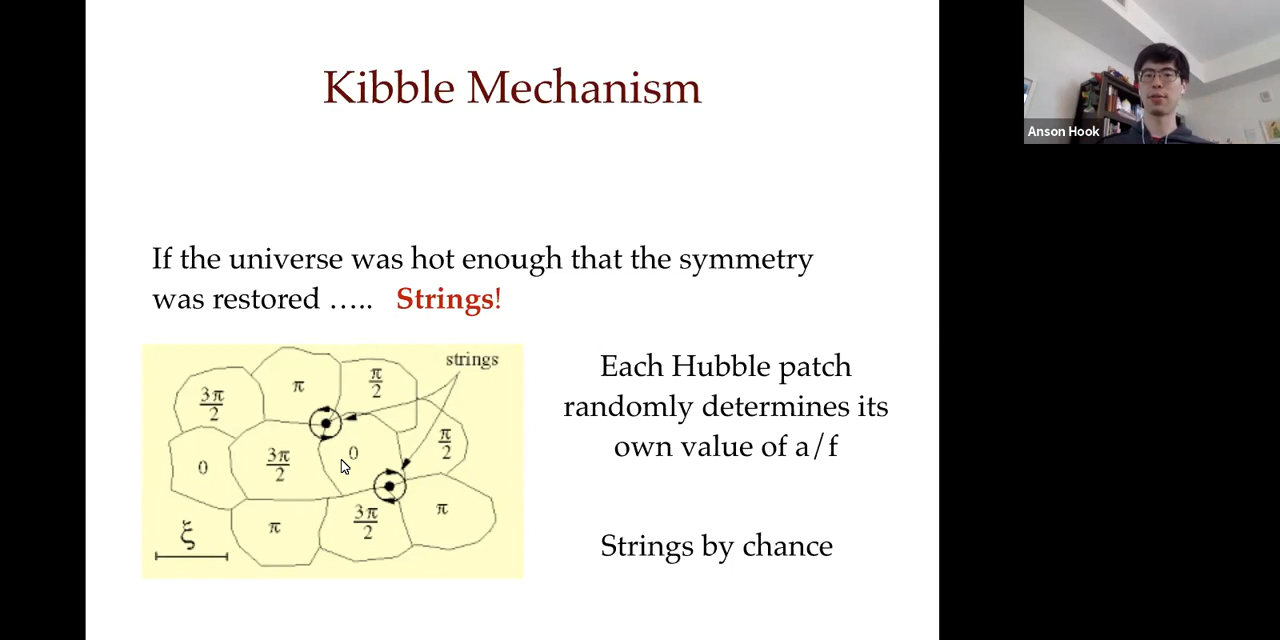 Kibble Mechanism
Anson Hook
If the universe was hot enough that the symmetry
was restored ….. Strings!
strings
3π/2
π
π/2
0
3π/2
0
π/2
π
3π/2
π
ξ
Each Hubble patch
randomly determines its
own value of a/f
Strings by chance